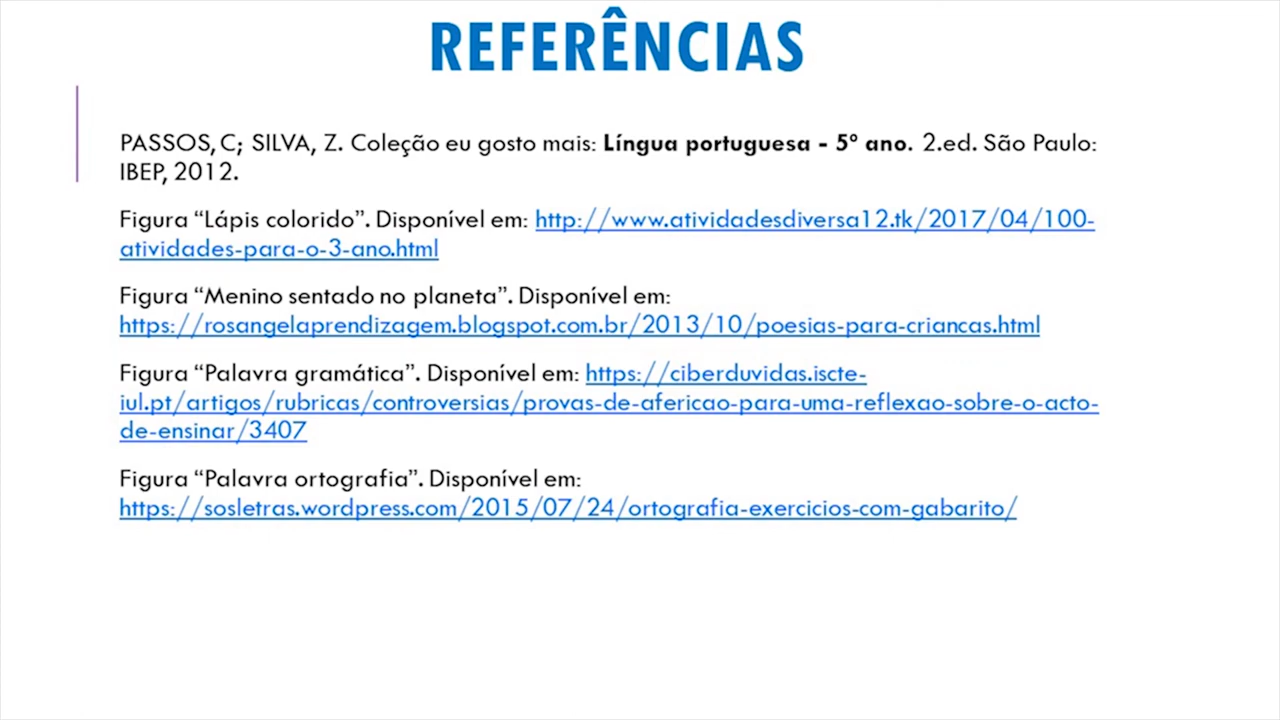 REFERÊNCIAS
PASSOS, C; SILVA, Z. Coleção eu gosto mais: Língua portuguesa - 5º ano. 2.ed. São Paulo:
IBEP, 2012.
Figura “Lápis colorido”. Disponível em: http://www.atividadesdiversa12.tk/2017/04/100-
atividades-para-o-3-ano.html
Figura “Menino sentado no planeta”. Disponível em:
https://rosangelaprendizagem.blogspot.com.br/2013/10/poesias-para-criancas.html
Figura “Palavra gramática”. Disponível em: https://ciberduvidas.iscte-
iul.pt/artigos/rubricas/controversias/provas-de-afericao-para-uma-reflexao-sobre-o-acto-
de-ensinar/3407
Figura “Palavra ortografia”. Disponível em:
https://sosletras.wordpress.com/2015/07/24/ortografia-exercicios-com-gabarito/